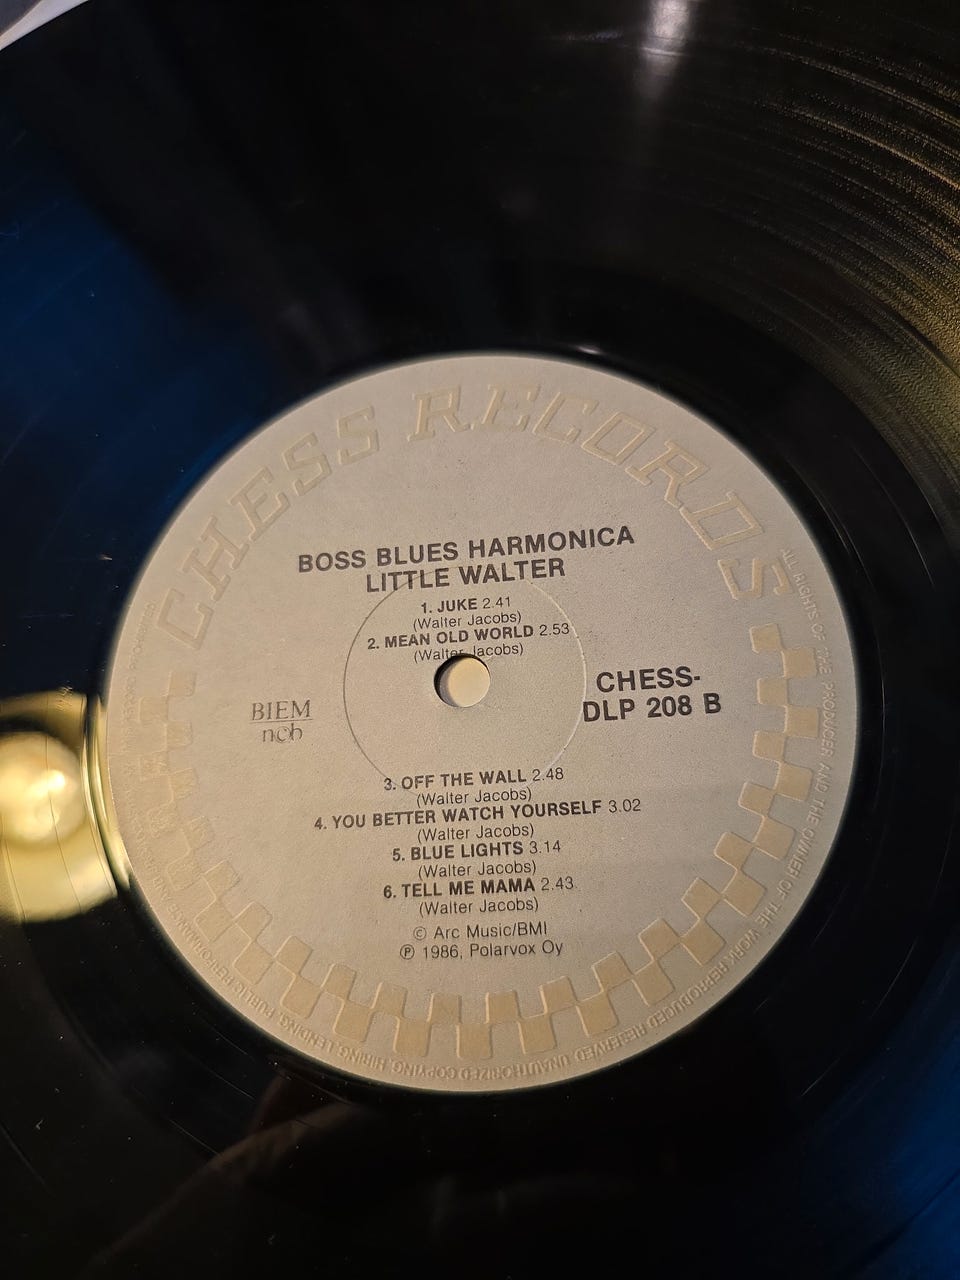 CHESS RECORDS
BOSS BLUES HARMONICA
LITTLE WALTER
1. JUKE 2.41
(Walter Jacobs)
2. MEAN OLD WORLD 2.53
(Walter Jacobs)
CHESS-
DLP 208 B
BIEM
ncb
3. OFF THE WALL 2.48
(Walter Jacobs)
4. YOU BETTER WATCH YOURSELF 3.02
(Walter Jacobs)
5. BLUE LIGHTS 3.14
(Walter Jacobs)
6. TELL ME MAMA 2.43
(Walter Jacobs)
© Arc Music/BMI
℗ 1986, Polarvox Oy
ALL RIGHTS OF THE PRODUCER AND THE OWNER OF THE WORK REPRODUCED RESERVED UNAUTHORIZED COPYING, HIRING, LENDING, PUBLIC PERFORMANCE AND